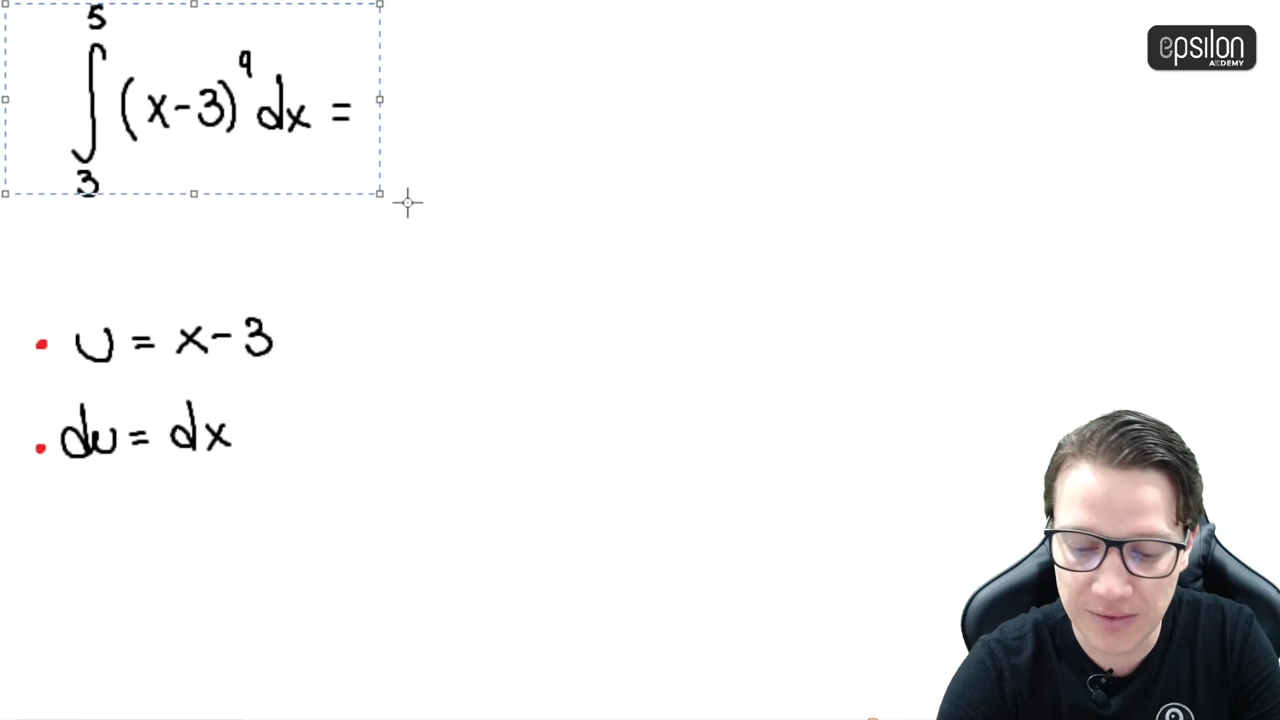 epsilon
ACADEMY
5
∫ (x-3)⁹ dx =
3
• u = x-3
• du = dx